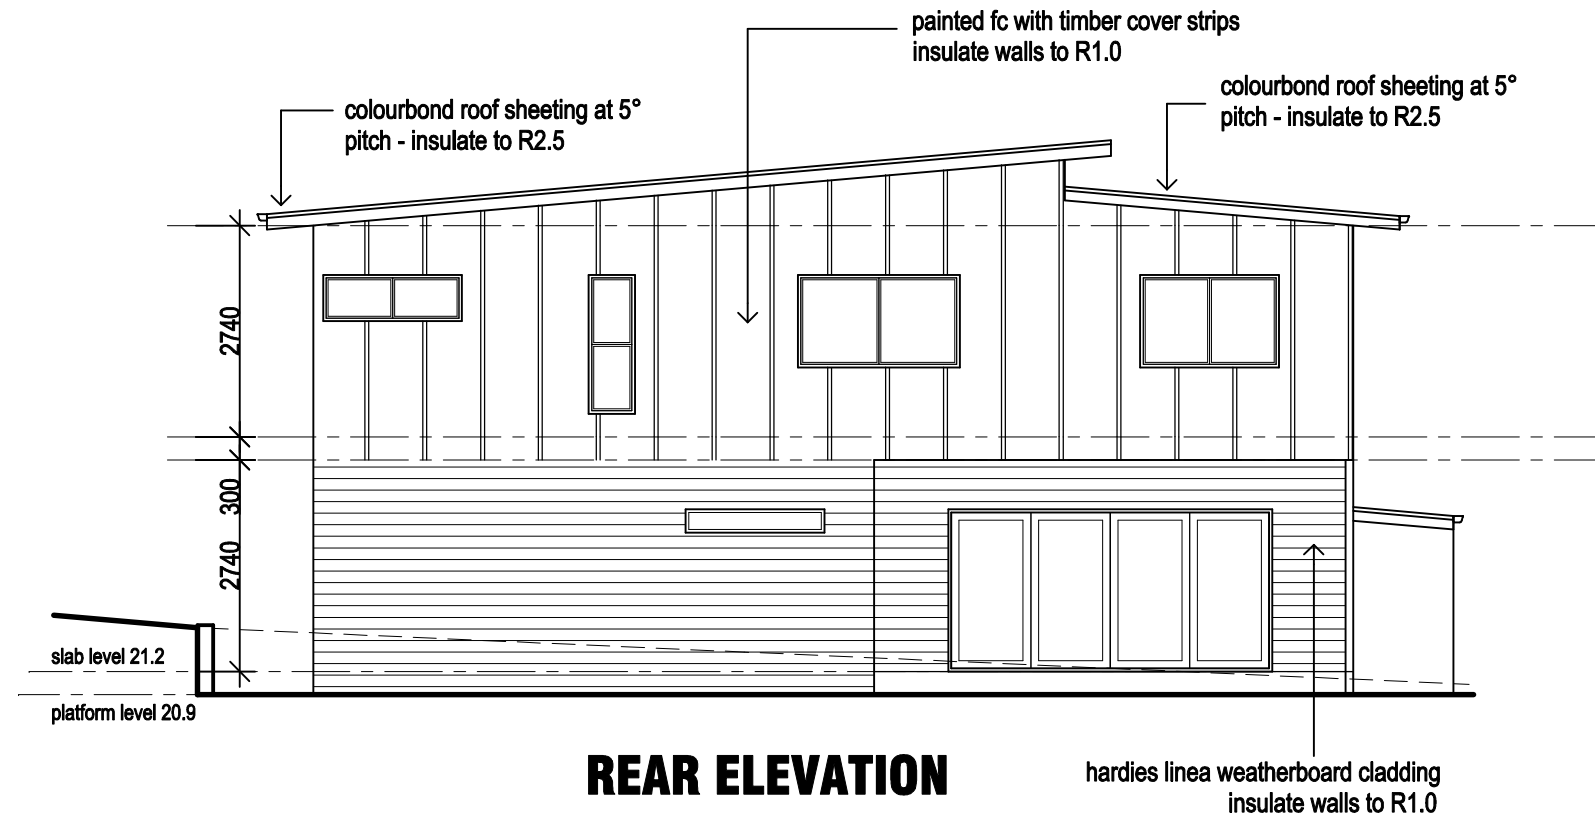 painted fc with timber cover strips
insulate walls to R1.0
colourbond roof sheeting at 5°
pitch - insulate to R2.5
colourbond roof sheeting at 5°
pitch - insulate to R2.5
2740
300
2740
slab level 21.2
platform level 20.9
REAR ELEVATION
hardies linea weatherboard cladding
insulate walls to R1.0